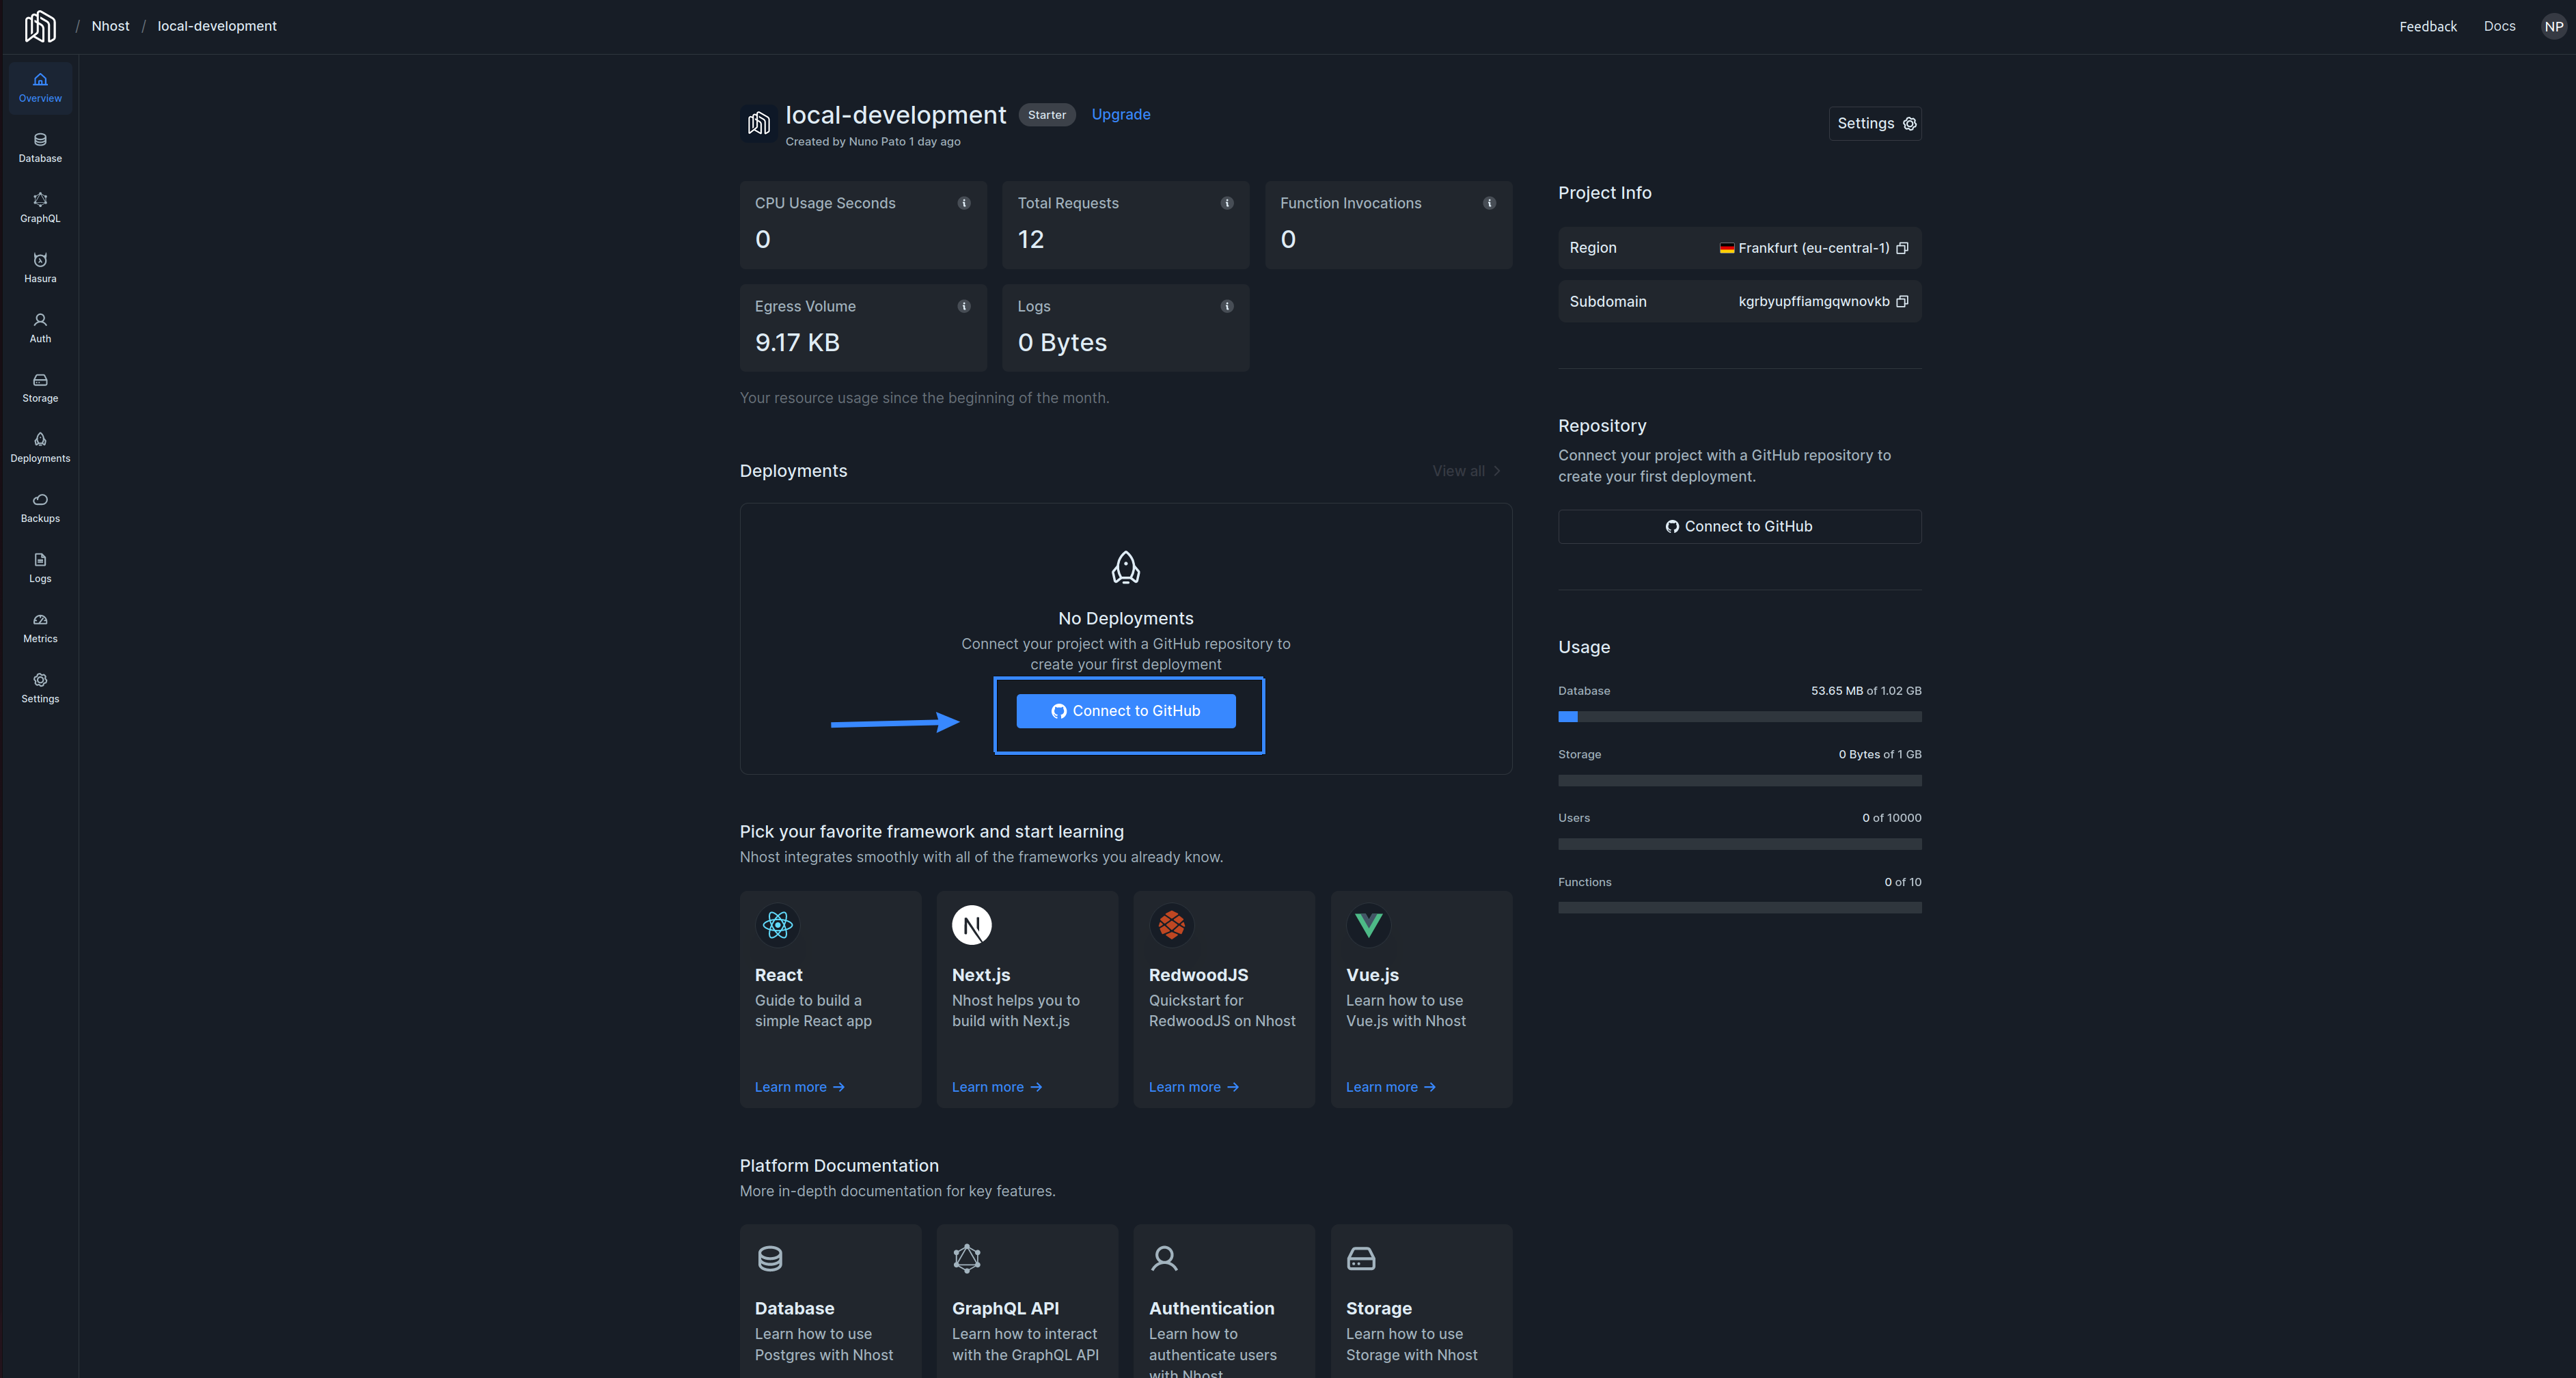 / Nhost / local-development
Feedback
Docs
NP
Overview
Database
GraphQL
Hasura
Auth
Storage
Deployments
Backups
Logs
Metrics
Settings
local-development
Starter
Upgrade
Created by Nuno Pato 1 day ago
Settings
CPU Usage Seconds
0
Total Requests
12
Function Invocations
0
Egress Volume
9.17 KB
Logs
0 Bytes
Your resource usage since the beginning of the month.
Deployments
View all
No Deployments
Connect your project with a GitHub repository to
create your first deployment
Connect to GitHub
Pick your favorite framework and start learning
Nhost integrates smoothly with all of the frameworks you already know.
React
Guide to build a
simple React app
Learn more
Next.js
Nhost helps you to
build with Next.js
Learn more
RedwoodJS
Quickstart for
RedwoodJS on Nhost
Learn more
Vue.js
Learn how to use
Vue.js with Nhost
Learn more
Platform Documentation
More in-depth documentation for key features.
Database
Learn how to use
Postgres with Nhost
GraphQL API
Learn how to interact
with the GraphQL API
Authentication
Learn how to
authenticate users
with Nhost
Storage
Learn how to use
Storage with Nhost
Project Info
Region
Frankfurt (eu-central-1)
Subdomain
kgrbyupffiamgqwnovkb
Repository
Connect your project with a GitHub repository to
create your first deployment.
Connect to GitHub
Usage
Database
53.65 MB of 1.02 GB
Storage
0 Bytes of 1 GB
Users
0 of 10000
Functions
0 of 10